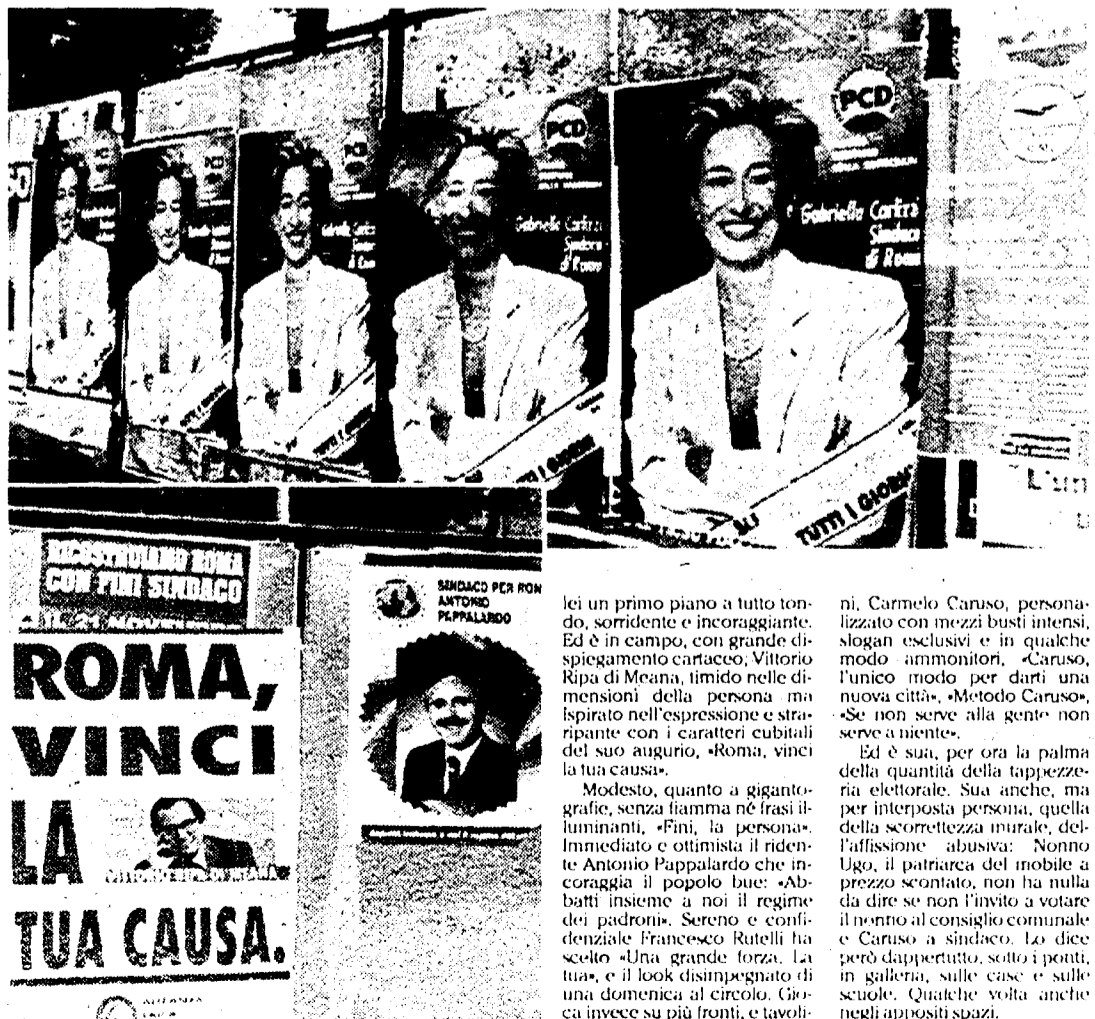 PCD
PCD
PCD
PCD
Gabriella
Sindaco
di Roma
TUTTI I GIORNI
TUTTI I GIORN
RICOSTRUIAMO ROMA
CON FINI SINDACO
ROMA,
VINCI
LA
VITTORIO RIPA DI MEANA
TUA CAUSA.
SINDACO PER ROM
ANTONIO
PAPPALARDO
lei un primo piano a tutto ton-
do, sorridente e incoraggiante.
Ed è in campo, con grande di-
spiegamento cartaceo, Vittorio
Ripa di Meana, timido nelle di-
mensioni della persona ma
ispirato nell'espressione e stra-
ripante con i caratteri cubitali
del suo augurio, «Roma, vinci
la tua causa».
Modesto, quanto a giganto-
grafie, senza fiamma né frasi il-
luminanti, «Fini, la persona».
Immediato e ottimista il riden-
te Antonio Pappalardo che in-
coraggia il popolo bue: «Ab-
batti insieme a noi il regime
dei padroni». Sereno e confi-
denziale Francesco Rutelli ha
scelto «Una grande forza. La
tua», e il look disimpegnato di
una domenica al circolo. Gio-
ca invece su più fronti, e tavoli-
ni, Carmelo Caruso, persona-
lizzato con mezzi busti intensi,
slogan esclusivi e in qualche
modo ammonitori, «Caruso,
l'unico modo per darti una
nuova città», «Metodo Caruso»,
«Se non serve alla gente non
serve a niente».
Ed è sua, per ora la palma
della quantità della tappezze-
ria elettorale. Sua anche, ma
per interposta persona, quella
della scorrettezza murale, del-
l'affissione abusiva: Nonno
Ugo, il patriarca del mobile a
prezzo scontato, non ha nulla
da dire se non l'invito a votare
il nonno al consiglio comunale
e Caruso a sindaco. Lo dice
però dappertutto, sotto i ponti,
in galleria, sulle case e sulle
scuole. Qualche volta anche
negli appositi spazi.